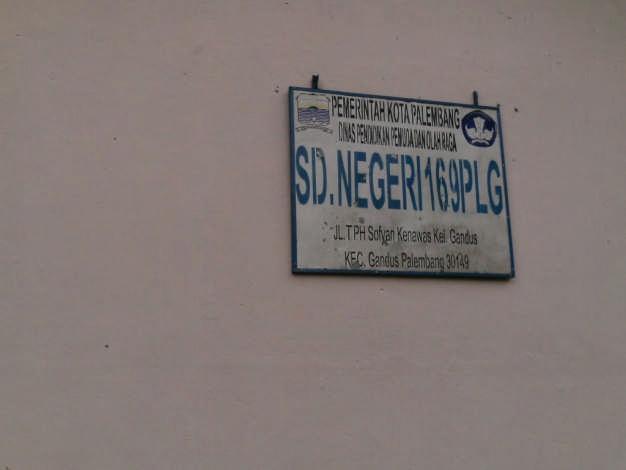 PEMERINTAH KOTA PALEMBANG
DINAS PENDIDIKAN PEMUDA DAN OLAH RAGA
SD. NEGERI 169 PLG
JL. T PH Sofyan Kenawas Kel. Gandus
KEC. Gandus Palembang 30149